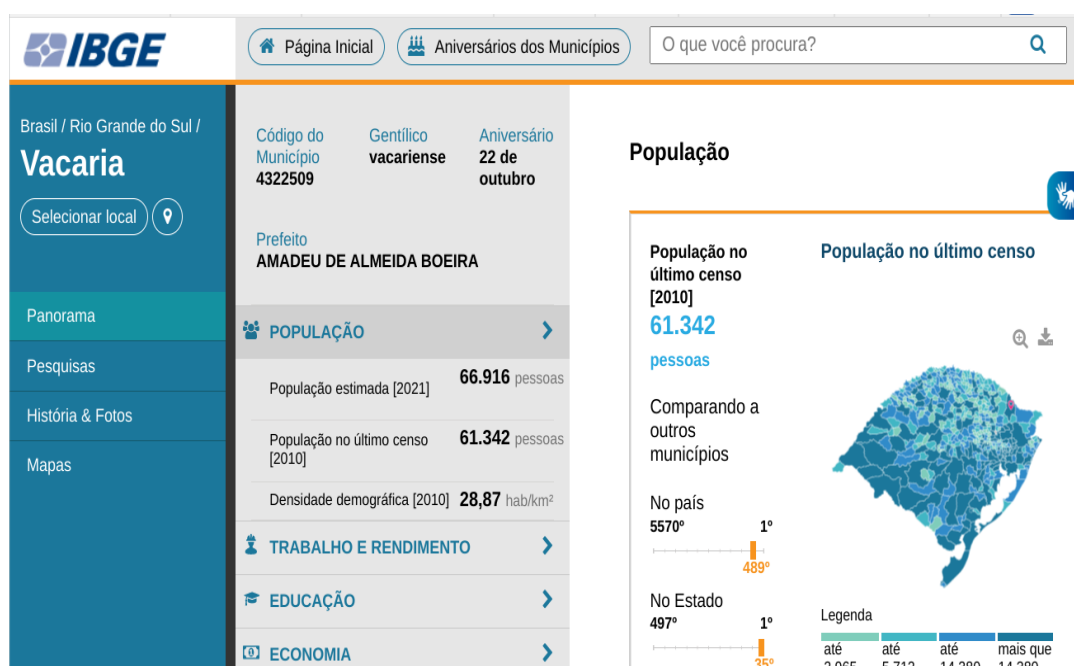 IBGE
Página Inicial
Aniversários dos Municípios
O que você procura?
Brasil / Rio Grande do Sul /
Vacaria
Selecionar local
Panorama
Pesquisas
História & Fotos
Mapas
Código do
Município
4322509
Gentílico
vacariense
Aniversário
22 de
outubro
Prefeito
AMADEU DE ALMEIDA BOEIRA
POPULAÇÃO
População estimada [2021] 66.916 pessoas
População no último censo 61.342 pessoas
[2010]
Densidade demográfica [2010] 28,87 hab/km²
TRABALHO E RENDIMENTO
EDUCAÇÃO
ECONOMIA
População
População no
último censo
[2010]
61.342
pessoas
Comparando a
outros
municípios
No país
5570º 1º
489º
No Estado
497º 1º
35º
População no último censo
Legenda
até até até mais que